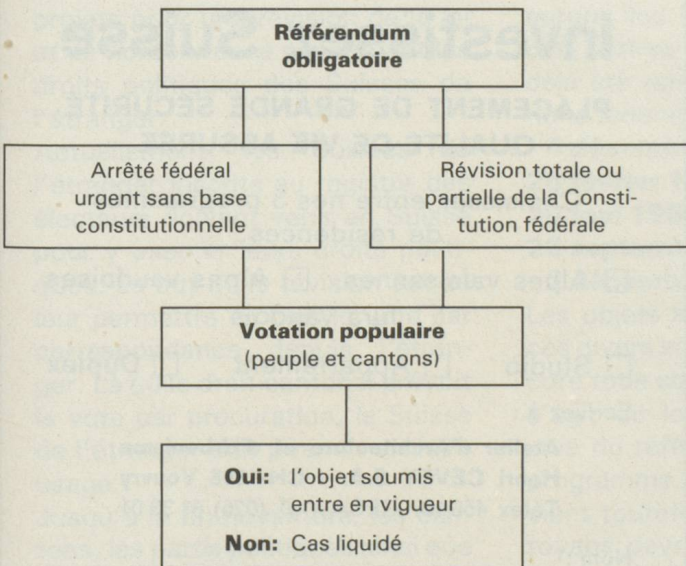 Référendum
obligatoire
Arrêté fédéral
urgent sans base
constitutionnelle
Révision totale ou
partielle de la Consti-
tution fédérale
Votation populaire
(peuple et cantons)
Oui: l'objet soumis
entre en vigueur
Non: Cas liquidé